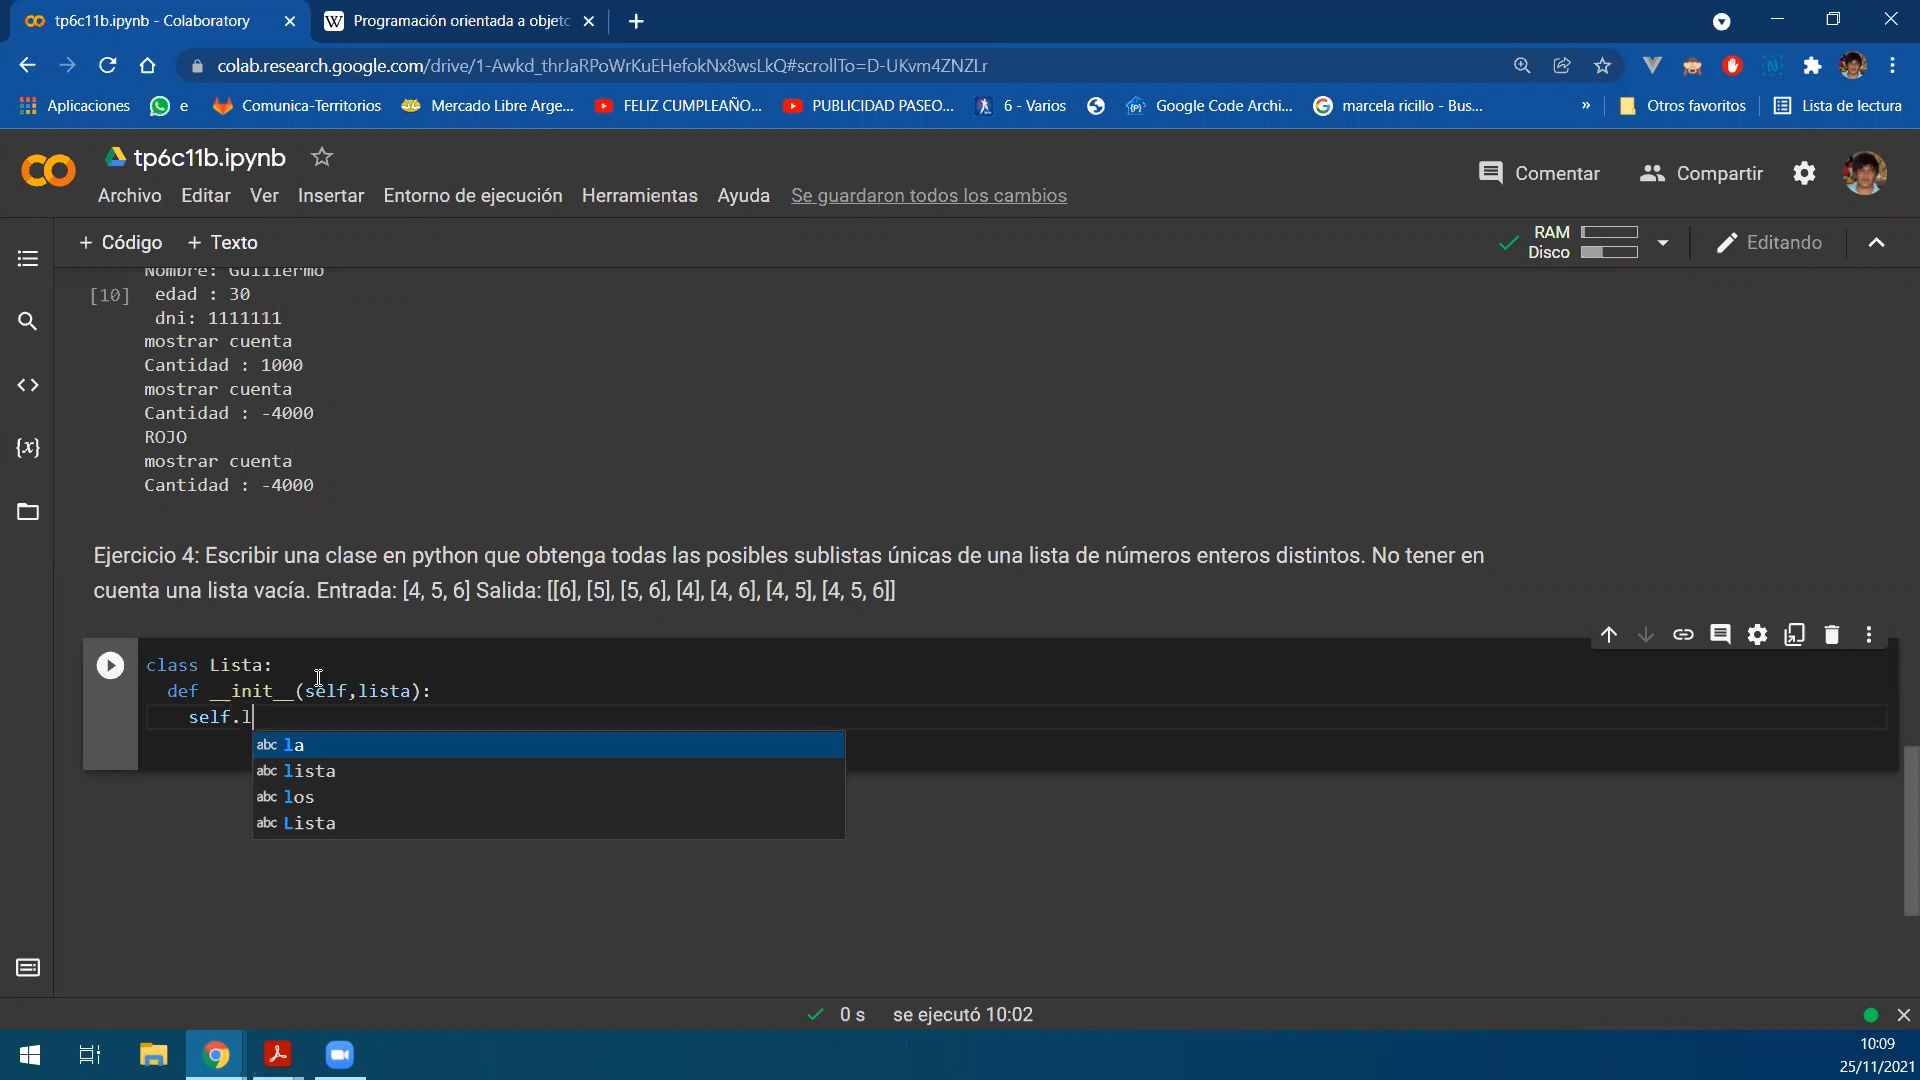 tp6c11b.ipynb - Colaboratory
Programación orientada a objeto
colab.research.google.com/drive/1-Awkd_thrJaRPoWrKuEHefokNx8wsLkQ#scrollTo=D-UKvm4ZNZLr
Aplicaciones
e
Comunica-Territorios
Mercado Libre Arge...
FELIZ CUMPLEAÑO...
PUBLICIDAD PASEO...
6 - Varios
Google Code Archi...
marcela ricillo - Bus...
»
Otros favoritos
Lista de lectura
tp6c11b.ipynb
Comentar
Compartir
Archivo
Editar
Ver
Insertar
Entorno de ejecución
Herramientas
Ayuda
Se guardaron todos los cambios
+ Código
+ Texto
RAM
Disco
Editando
Nombre: Guillermo
[10]
edad : 30
dni: 1111111
mostrar cuenta
Cantidad : 1000
mostrar cuenta
Cantidad : -4000
ROJO
mostrar cuenta
Cantidad : -4000
Ejercicio 4: Escribir una clase en python que obtenga todas las posibles sublistas únicas de una lista de números enteros distintos. No tener en
cuenta una lista vacía. Entrada: [4, 5, 6] Salida: [[6], [5], [5, 6], [4], [4, 6], [4, 5], [4, 5, 6]]
class Lista:
def __init__(self,lista):
self.l
abc la
abc lista
abc los
abc Lista
0 s
se ejecutó 10:02
10:09
25/11/2021